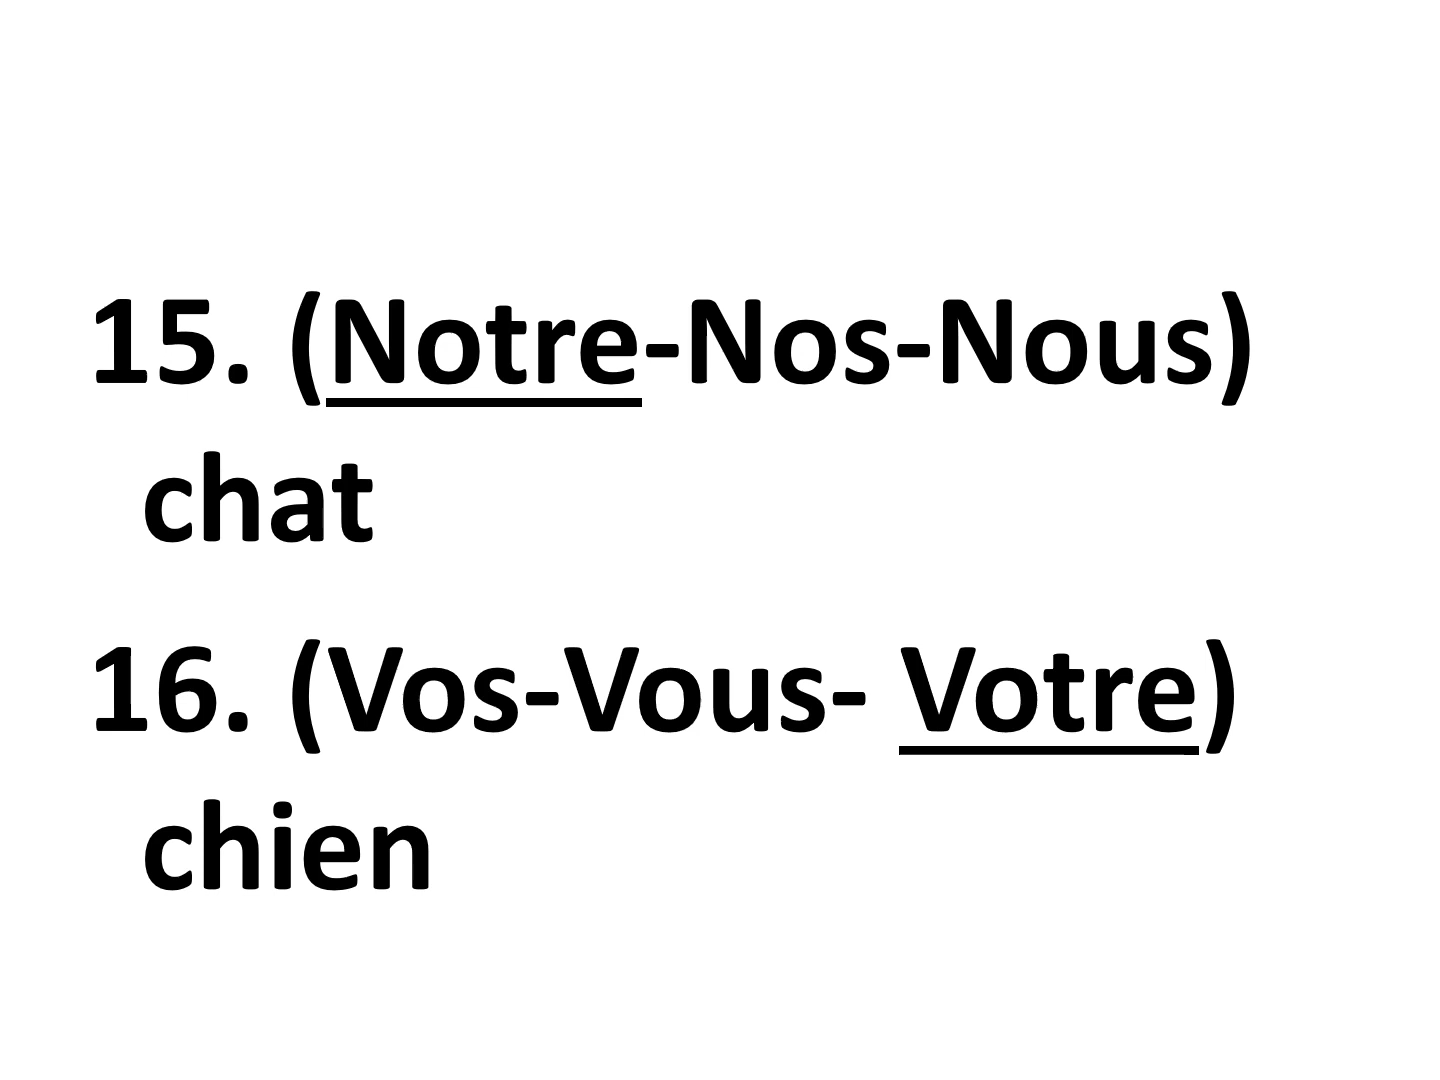 15. (Notre-Nos-Nous)
chat
16. (Vos-Vous- Votre)
chien